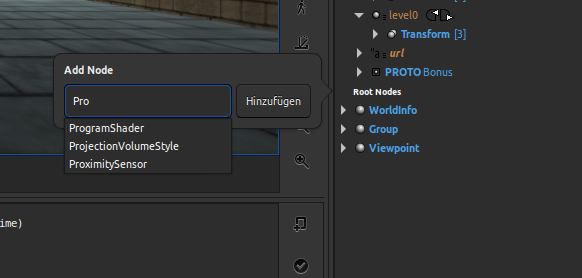 level0
Transform [3]
"a" url
PROTO Bonus
Root Nodes
WorldInfo
Group
Viewpoint
Add Node
Pro
Hinzufügen
ProgramShader
ProjectionVolumeStyle
ProximitySensor
ime)